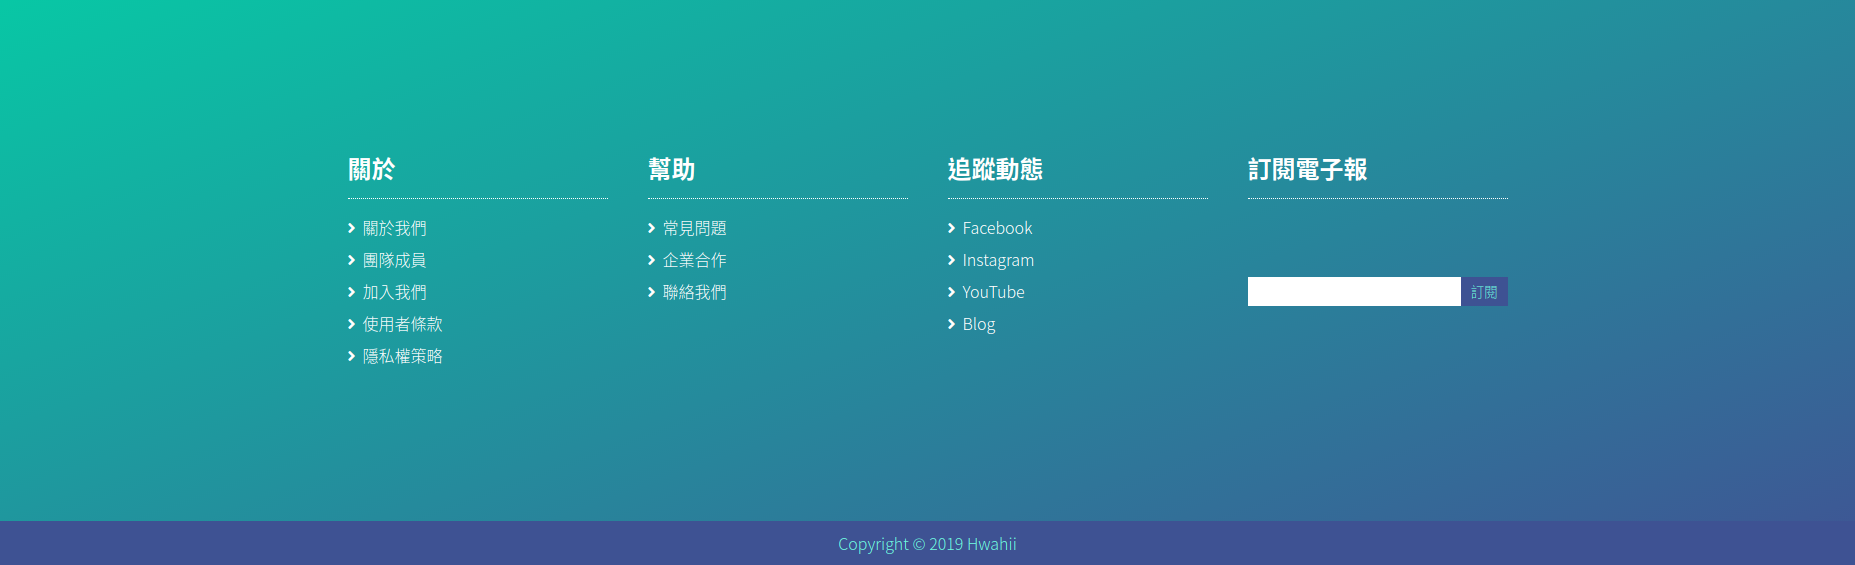 關於
關於我們
團隊成員
加入我們
使用者條款
隱私權策略
幫助
常見問題
企業合作
聯絡我們
追蹤動態
Facebook
Instagram
YouTube
Blog
訂閱電子報
訂閱
Copyright © 2019 Hwahii